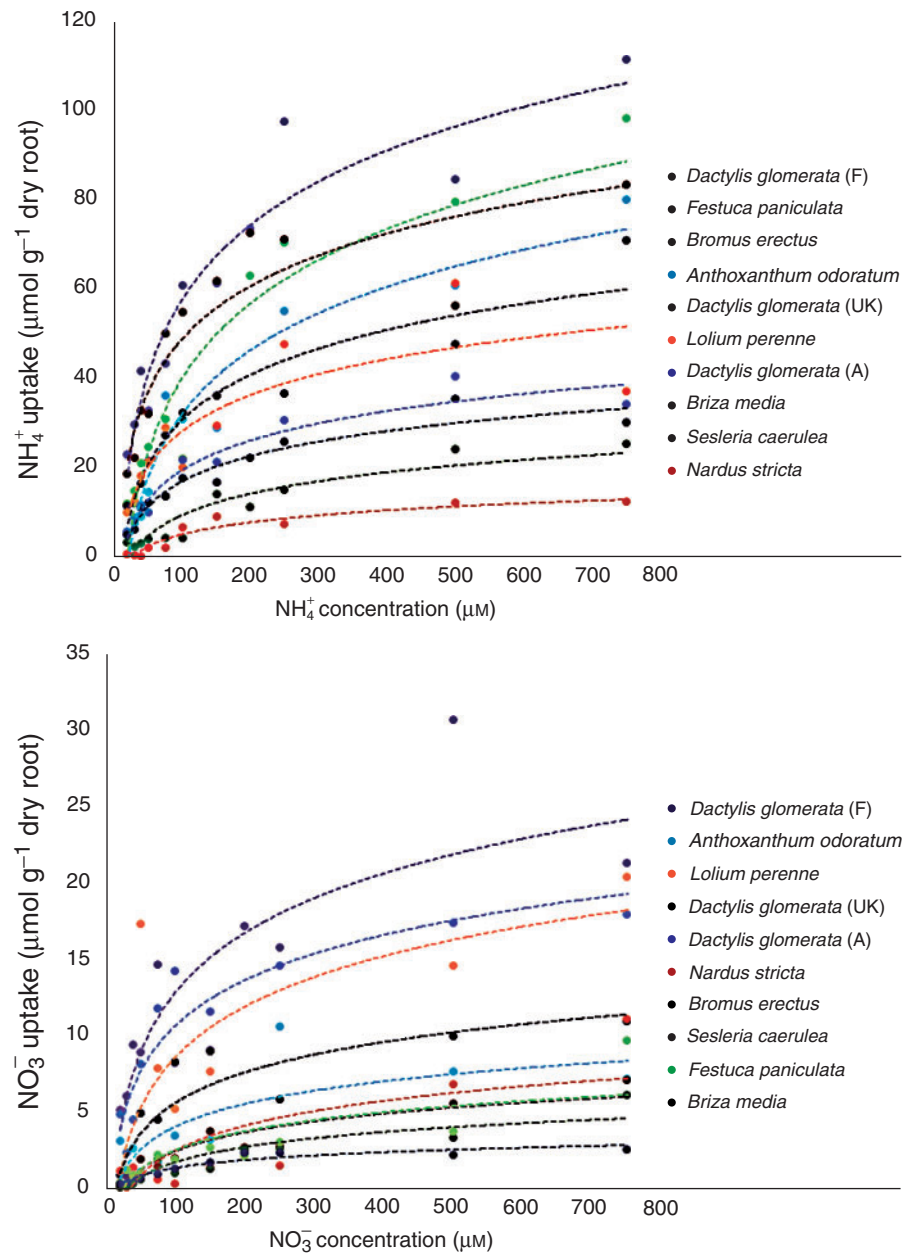 120
100
80
60
40
20
0
NH₄⁺ uptake (μmol g⁻¹ dry root)
0 100 200 300 400 500 600 700 800
NH₄⁺ concentration (μM)
Dactylis glomerata (F)
Festuca paniculata
Bromus erectus
Anthoxanthum odoratum
Dactylis glomerata (UK)
Lolium perenne
Dactylis glomerata (A)
Briza media
Sesleria caerulea
Nardus stricta
35
30
25
20
15
10
5
0
NO₃⁻ uptake (μmol g⁻¹ dry root)
0 100 200 300 400 500 600 700 800
NO₃⁻ concentration (μM)
Dactylis glomerata (F)
Anthoxanthum odoratum
Lolium perenne
Dactylis glomerata (UK)
Dactylis glomerata (A)
Nardus stricta
Bromus erectus
Sesleria caerulea
Festuca paniculata
Briza media